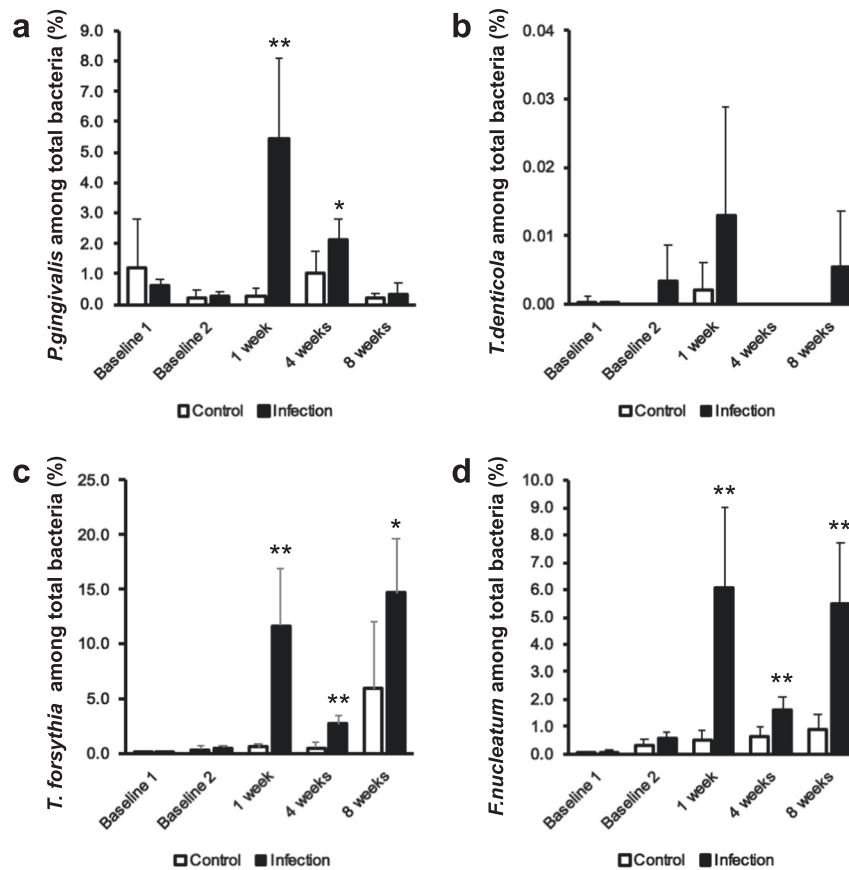 a
P.gingivalis among total bacteria (%)
9.0
8.0
7.0
6.0
5.0
4.0
3.0
2.0
1.0
0.0
**
*
Baseline 1
Baseline 2
1 week
4 weeks
8 weeks
Control Infection
b
T.denticola among total bacteria (%)
0.04
0.03
0.02
0.01
0.00
Baseline 1
Baseline 2
1 week
4 weeks
8 weeks
Control Infection
c
T. forsythia among total bacteria (%)
25.0
20.0
15.0
10.0
5.0
0.0
**
**
*
Baseline 1
Baseline 2
1 week
4 weeks
8 weeks
Control Infection
d
F.nucleatum among total bacteria (%)
10.0
9.0
8.0
7.0
6.0
5.0
4.0
3.0
2.0
1.0
0.0
**
**
**
Baseline 1
Baseline 2
1 week
4 weeks
8 weeks
Control Infection